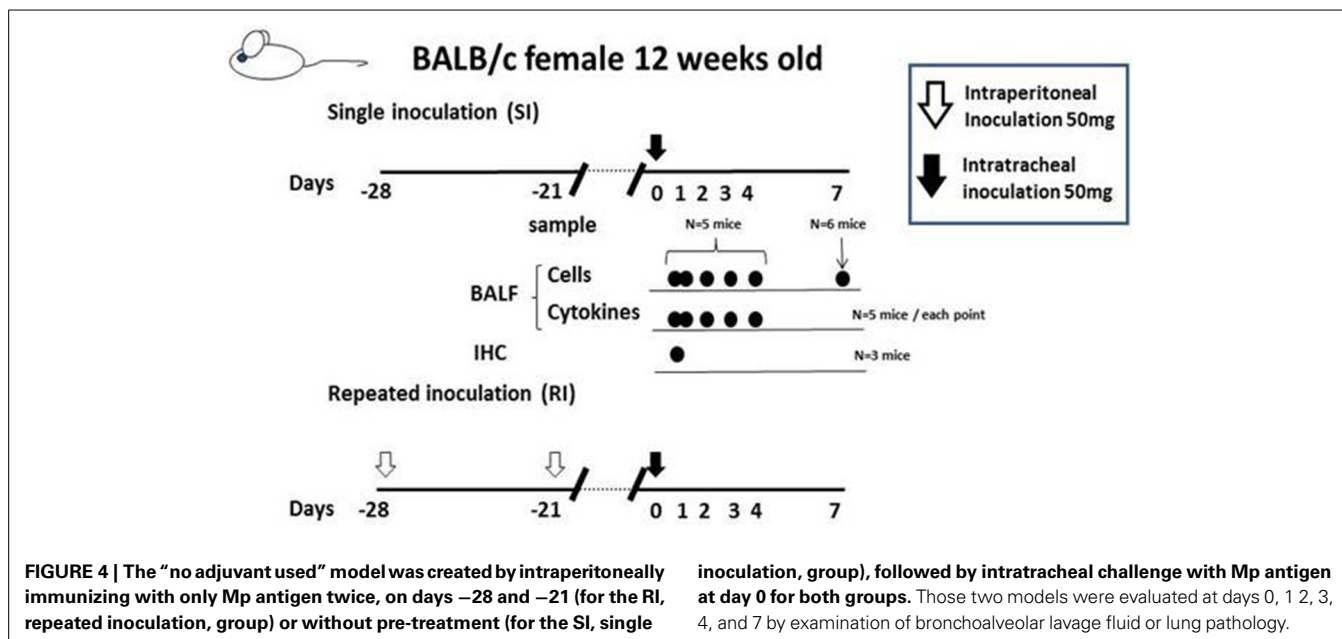 BALB/c female 12 weeks old
Intraperitoneal
Inoculation 50mg
Intratracheal
inoculation 50mg
Single inoculation (SI)
Days -28 -21 0 1 2 3 4 7
sample N=5 mice N=6 mice
BALF
Cells
Cytokines N=5 mice / each point
IHC N=3 mice
Repeated inoculation (RI)
Days -28 -21 0 1 2 3 4 7
FIGURE 4 | The “no adjuvant used” model was created by intraperitoneally
immunizing with only Mp antigen twice, on days −28 and −21 (for the RI,
repeated inoculation, group) or without pre-treatment (for the SI, single
inoculation, group), followed by intratracheal challenge with Mp antigen
at day 0 for both groups. Those two models were evaluated at days 0, 1 2, 3,
4, and 7 by examination of bronchoalveolar lavage fluid or lung pathology.